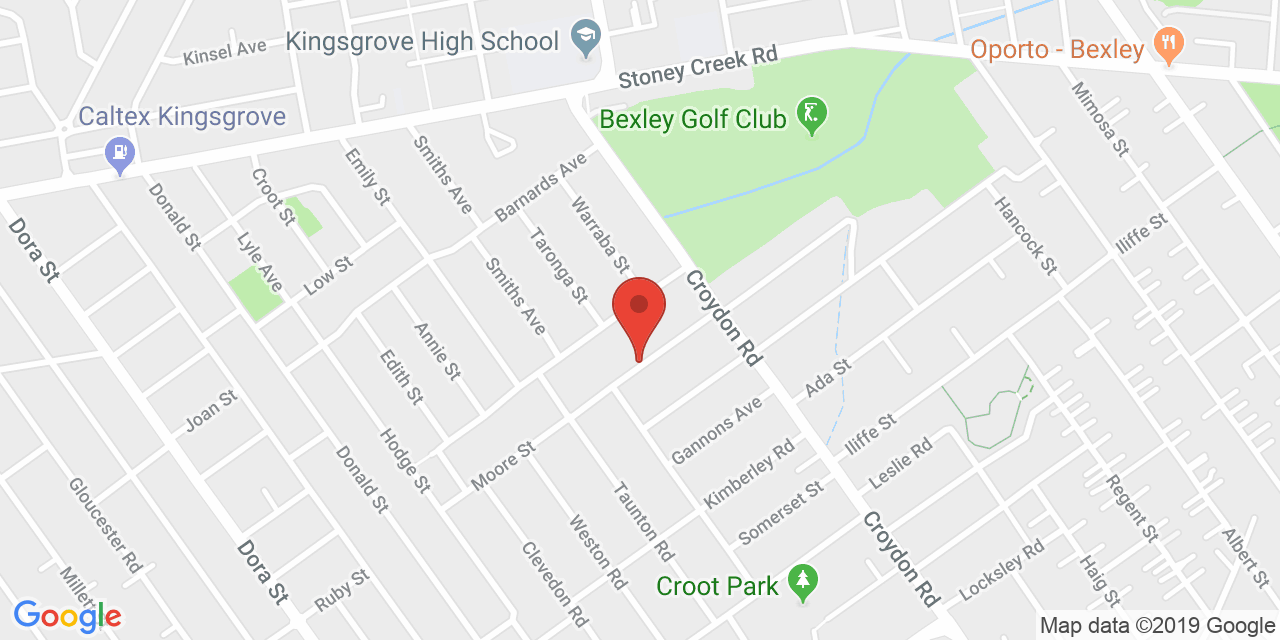 Kinsel Ave
Kingsgrove High School
Stoney Creek Rd
Oporto - Bexley
Caltex Kingsgrove
Bexley Golf Club
Mimosa St
Emily St
Smiths Ave
Barnards Ave
Croot St
Donald St
Warraba St
Hancock St
Iliffe St
Dora St
Lyle Ave
Low St
Taronga St
Smiths Ave
Croydon Rd
Annie St
Edith St
Ada St
Joan St
Gannons Ave
Iliffe St
Hodge St
Donald St
Moore St
Kimberley Rd
Leslie Rd
Gloucester Rd
Taunton Rd
Somerset St
Regent St
Weston Rd
Croydon Rd
Albert St
Dora St
Clevedon Rd
Locksley Rd
Haig St
Ruby St
Croot Park
Millett
Google
Map data ©2019 Google